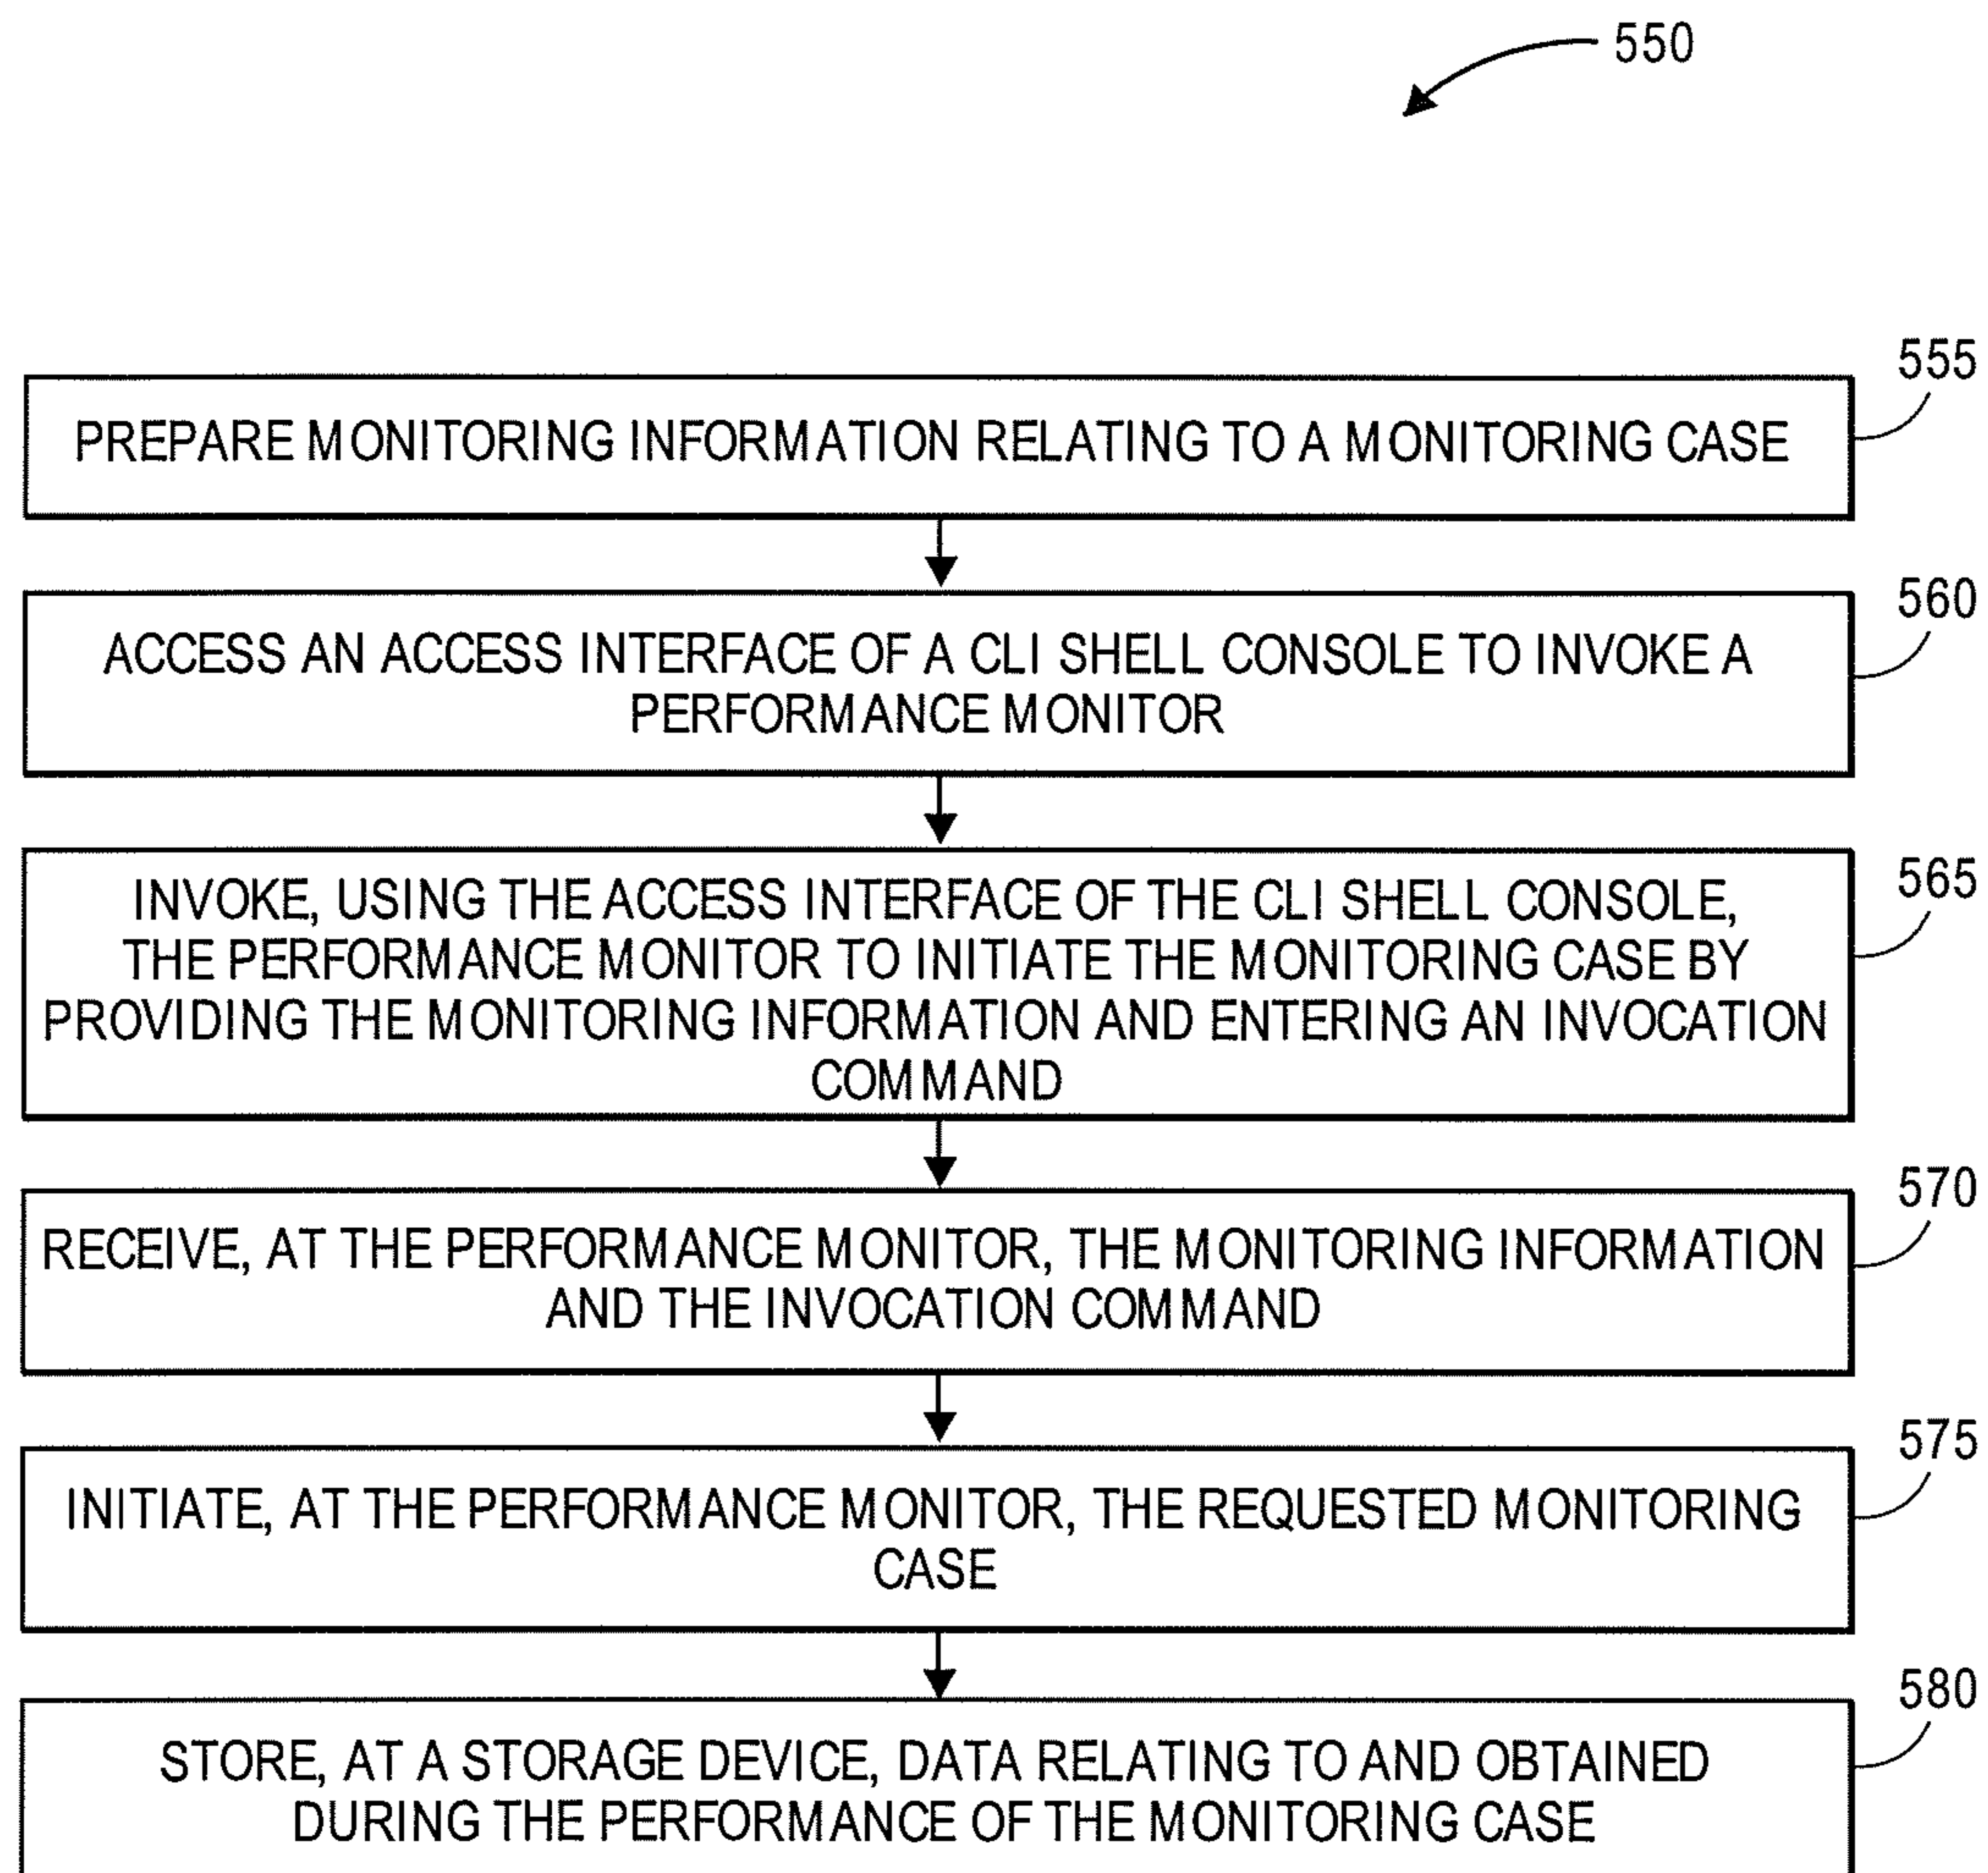 550
555
PREPARE MONITORING INFORMATION RELATING TO A MONITORING CASE
560
ACCESS AN ACCESS INTERFACE OF A CLI SHELL CONSOLE TO INVOKE A
PERFORMANCE MONITOR
565
INVOKE, USING THE ACCESS INTERFACE OF THE CLI SHELL CONSOLE,
THE PERFORMANCE MONITOR TO INITIATE THE MONITORING CASE BY
PROVIDING THE MONITORING INFORMATION AND ENTERING AN INVOCATION
COMMAND
570
RECEIVE, AT THE PERFORMANCE MONITOR, THE MONITORING INFORMATION
AND THE INVOCATION COMMAND
575
INITIATE, AT THE PERFORMANCE MONITOR, THE REQUESTED MONITORING
CASE
580
STORE, AT A STORAGE DEVICE, DATA RELATING TO AND OBTAINED
DURING THE PERFORMANCE OF THE MONITORING CASE